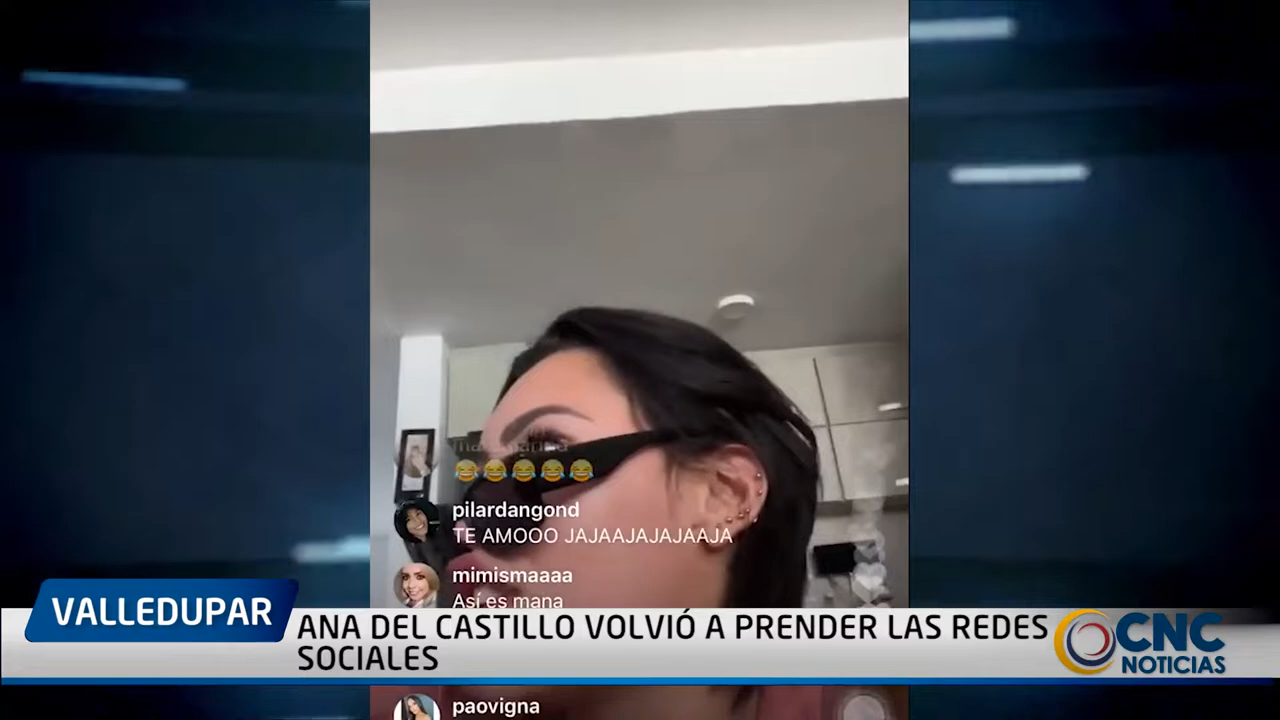 pilardangond
TE AMOOO JAJAAJAJAJAAJA
mimismaaaa
Así es mana
VALLEDUPAR
ANA DEL CASTILLO VOLVIÓ A PRENDER LAS REDES
SOCIALES
CNC
NOTICIAS
paovigna